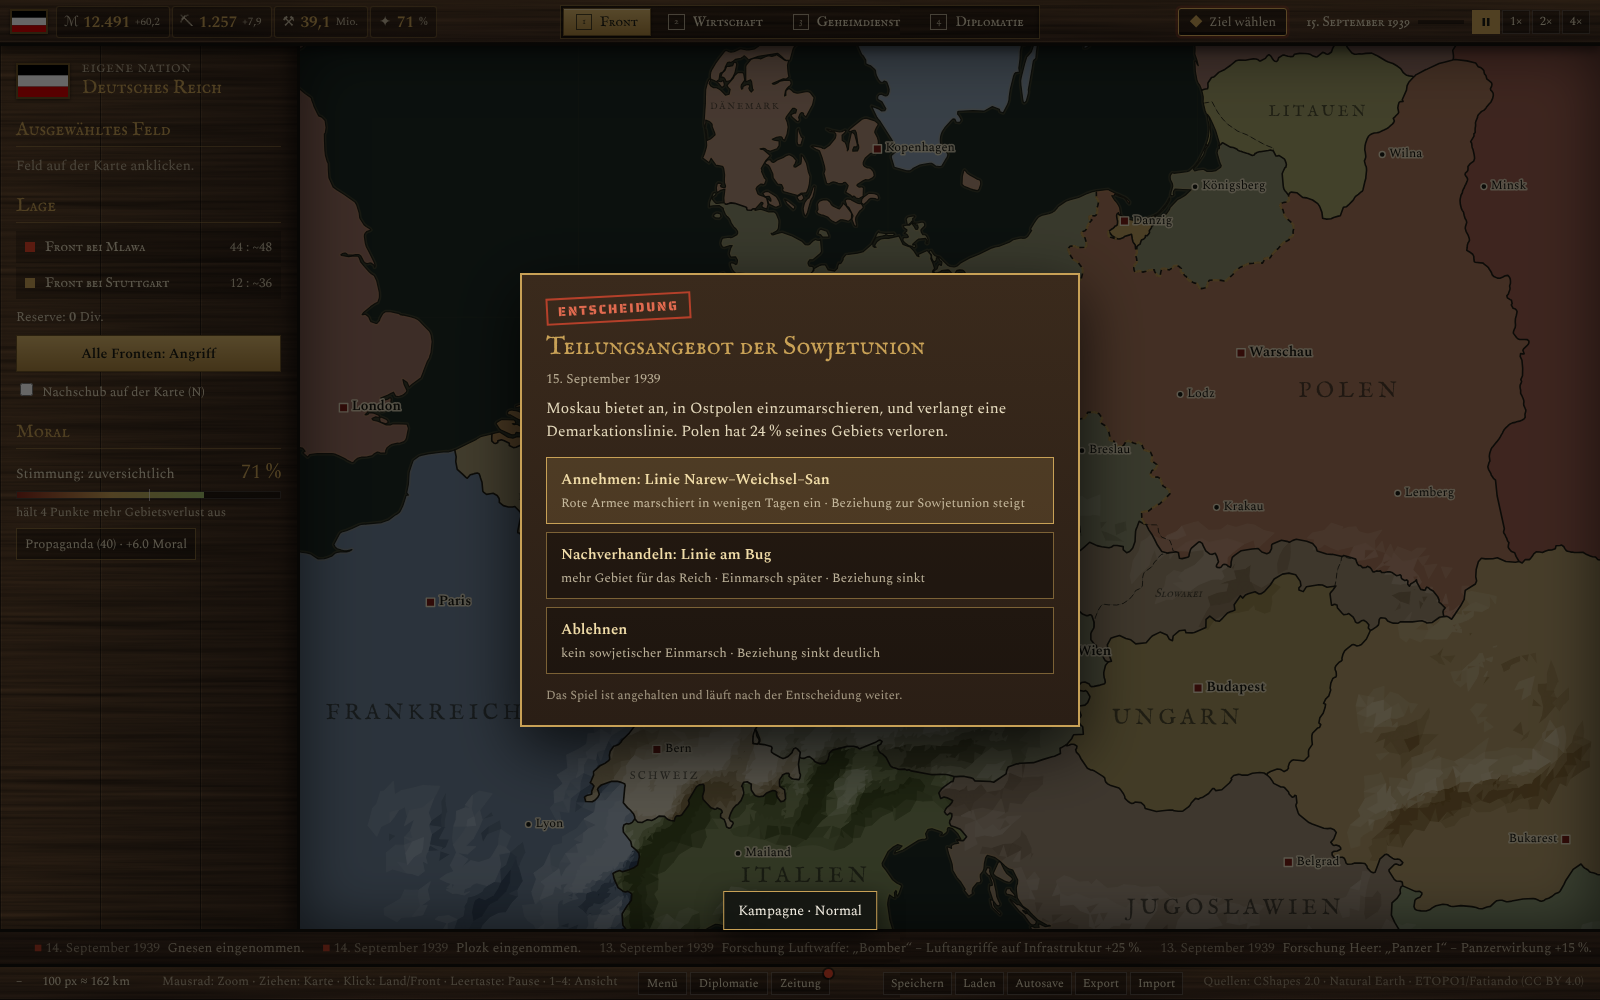 ℳ 12.491 +60,2 1.257 +7,9 39,1 Mio. 71 %
1 Front 2 Wirtschaft 3 Geheimdienst 4 Diplomatie
Ziel wählen 15. September 1939 1× 2× 4×
Eigene Nation
Deutsches Reich
Ausgewähltes Feld
Feld auf der Karte anklicken.
Lage
Front bei Mlawa 44 : ~48
Front bei Stuttgart 12 : ~36
Reserve: 0 Div.
Alle Fronten: Angriff
Nachschub auf der Karte (N)
Moral
Stimmung: zuversichtlich 71 %
hält 4 Punkte mehr Gebietsverlust aus
Propaganda (40) · +6.0 Moral
DÄNEMARK
Kopenhagen
LITAUEN
Wilna
Königsberg
Minsk
Danzig
London
Warschau
POLEN
Lodz
Breslau
Lemberg
Krakau
Slowakei
Paris
Wien
Budapest
UNGARN
FRANKREICH
Bern
SCHWEIZ
Lyon
Mailand
ITALIEN
Bukarest
Belgrad
JUGOSLAWIEN
ENTSCHEIDUNG
Teilungsangebot der Sowjetunion
15. September 1939
Moskau bietet an, in Ostpolen einzumarschieren, und verlangt eine
Demarkationslinie. Polen hat 24 % seines Gebiets verloren.
Annehmen: Linie Narew–Weichsel–San
Rote Armee marschiert in wenigen Tagen ein · Beziehung zur Sowjetunion steigt
Nachverhandeln: Linie am Bug
mehr Gebiet für das Reich · Einmarsch später · Beziehung sinkt
Ablehnen
kein sowjetischer Einmarsch · Beziehung sinkt deutlich
Das Spiel ist angehalten und läuft nach der Entscheidung weiter.
Kampagne · Normal
14. September 1939 Gnesen eingenommen. 14. September 1939 Plozk eingenommen. 13. September 1939 Forschung Luftwaffe: „Bomber“ – Luftangriffe auf Infrastruktur +25 %. 13. September 1939 Forschung Heer: „Panzer I“ – Panzerwirkung +15 %.
– 100 px ≈ 162 km Mausrad: Zoom · Ziehen: Karte · Klick: Land/Front · Leertaste: Pause · 1–4: Ansicht Menü Diplomatie Zeitung Speichern Laden Autosave Export Import Quellen: CShapes 2.0 · Natural Earth · ETOPO1/Fatiando (CC BY 4.0)